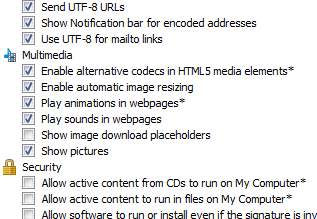 Send UTF-8 URLs
Show Notification bar for encoded addresses
Use UTF-8 for mailto links
Multimedia
Enable alternative codecs in HTML5 media elements*
Enable automatic image resizing
Play animations in webpages*
Play sounds in webpages
Show image download placeholders
Show pictures
Security
Allow active content from CDs to run on My Computer*
Allow active content to run in files on My Computer*
Allow software to run or install even if the signature is inv